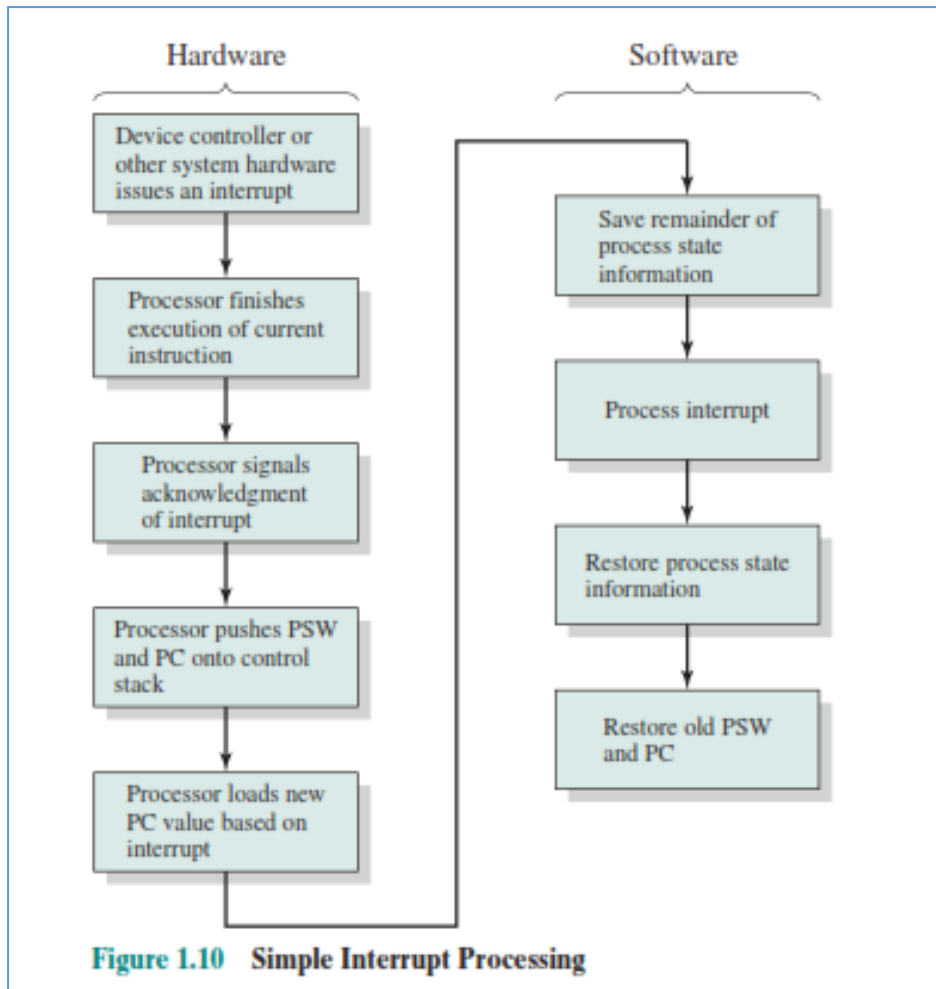 Hardware
Device controller or
other system hardware
issues an interrupt
Processor finishes
execution of current
instruction
Processor signals
acknowledgment
of interrupt
Processor pushes PSW
and PC onto control
stack
Processor loads new
PC value based on
interrupt
Software
Save remainder of
process state
information
Process interrupt
Restore process state
information
Restore old PSW
and PC
Figure 1.10 Simple Interrupt Processing